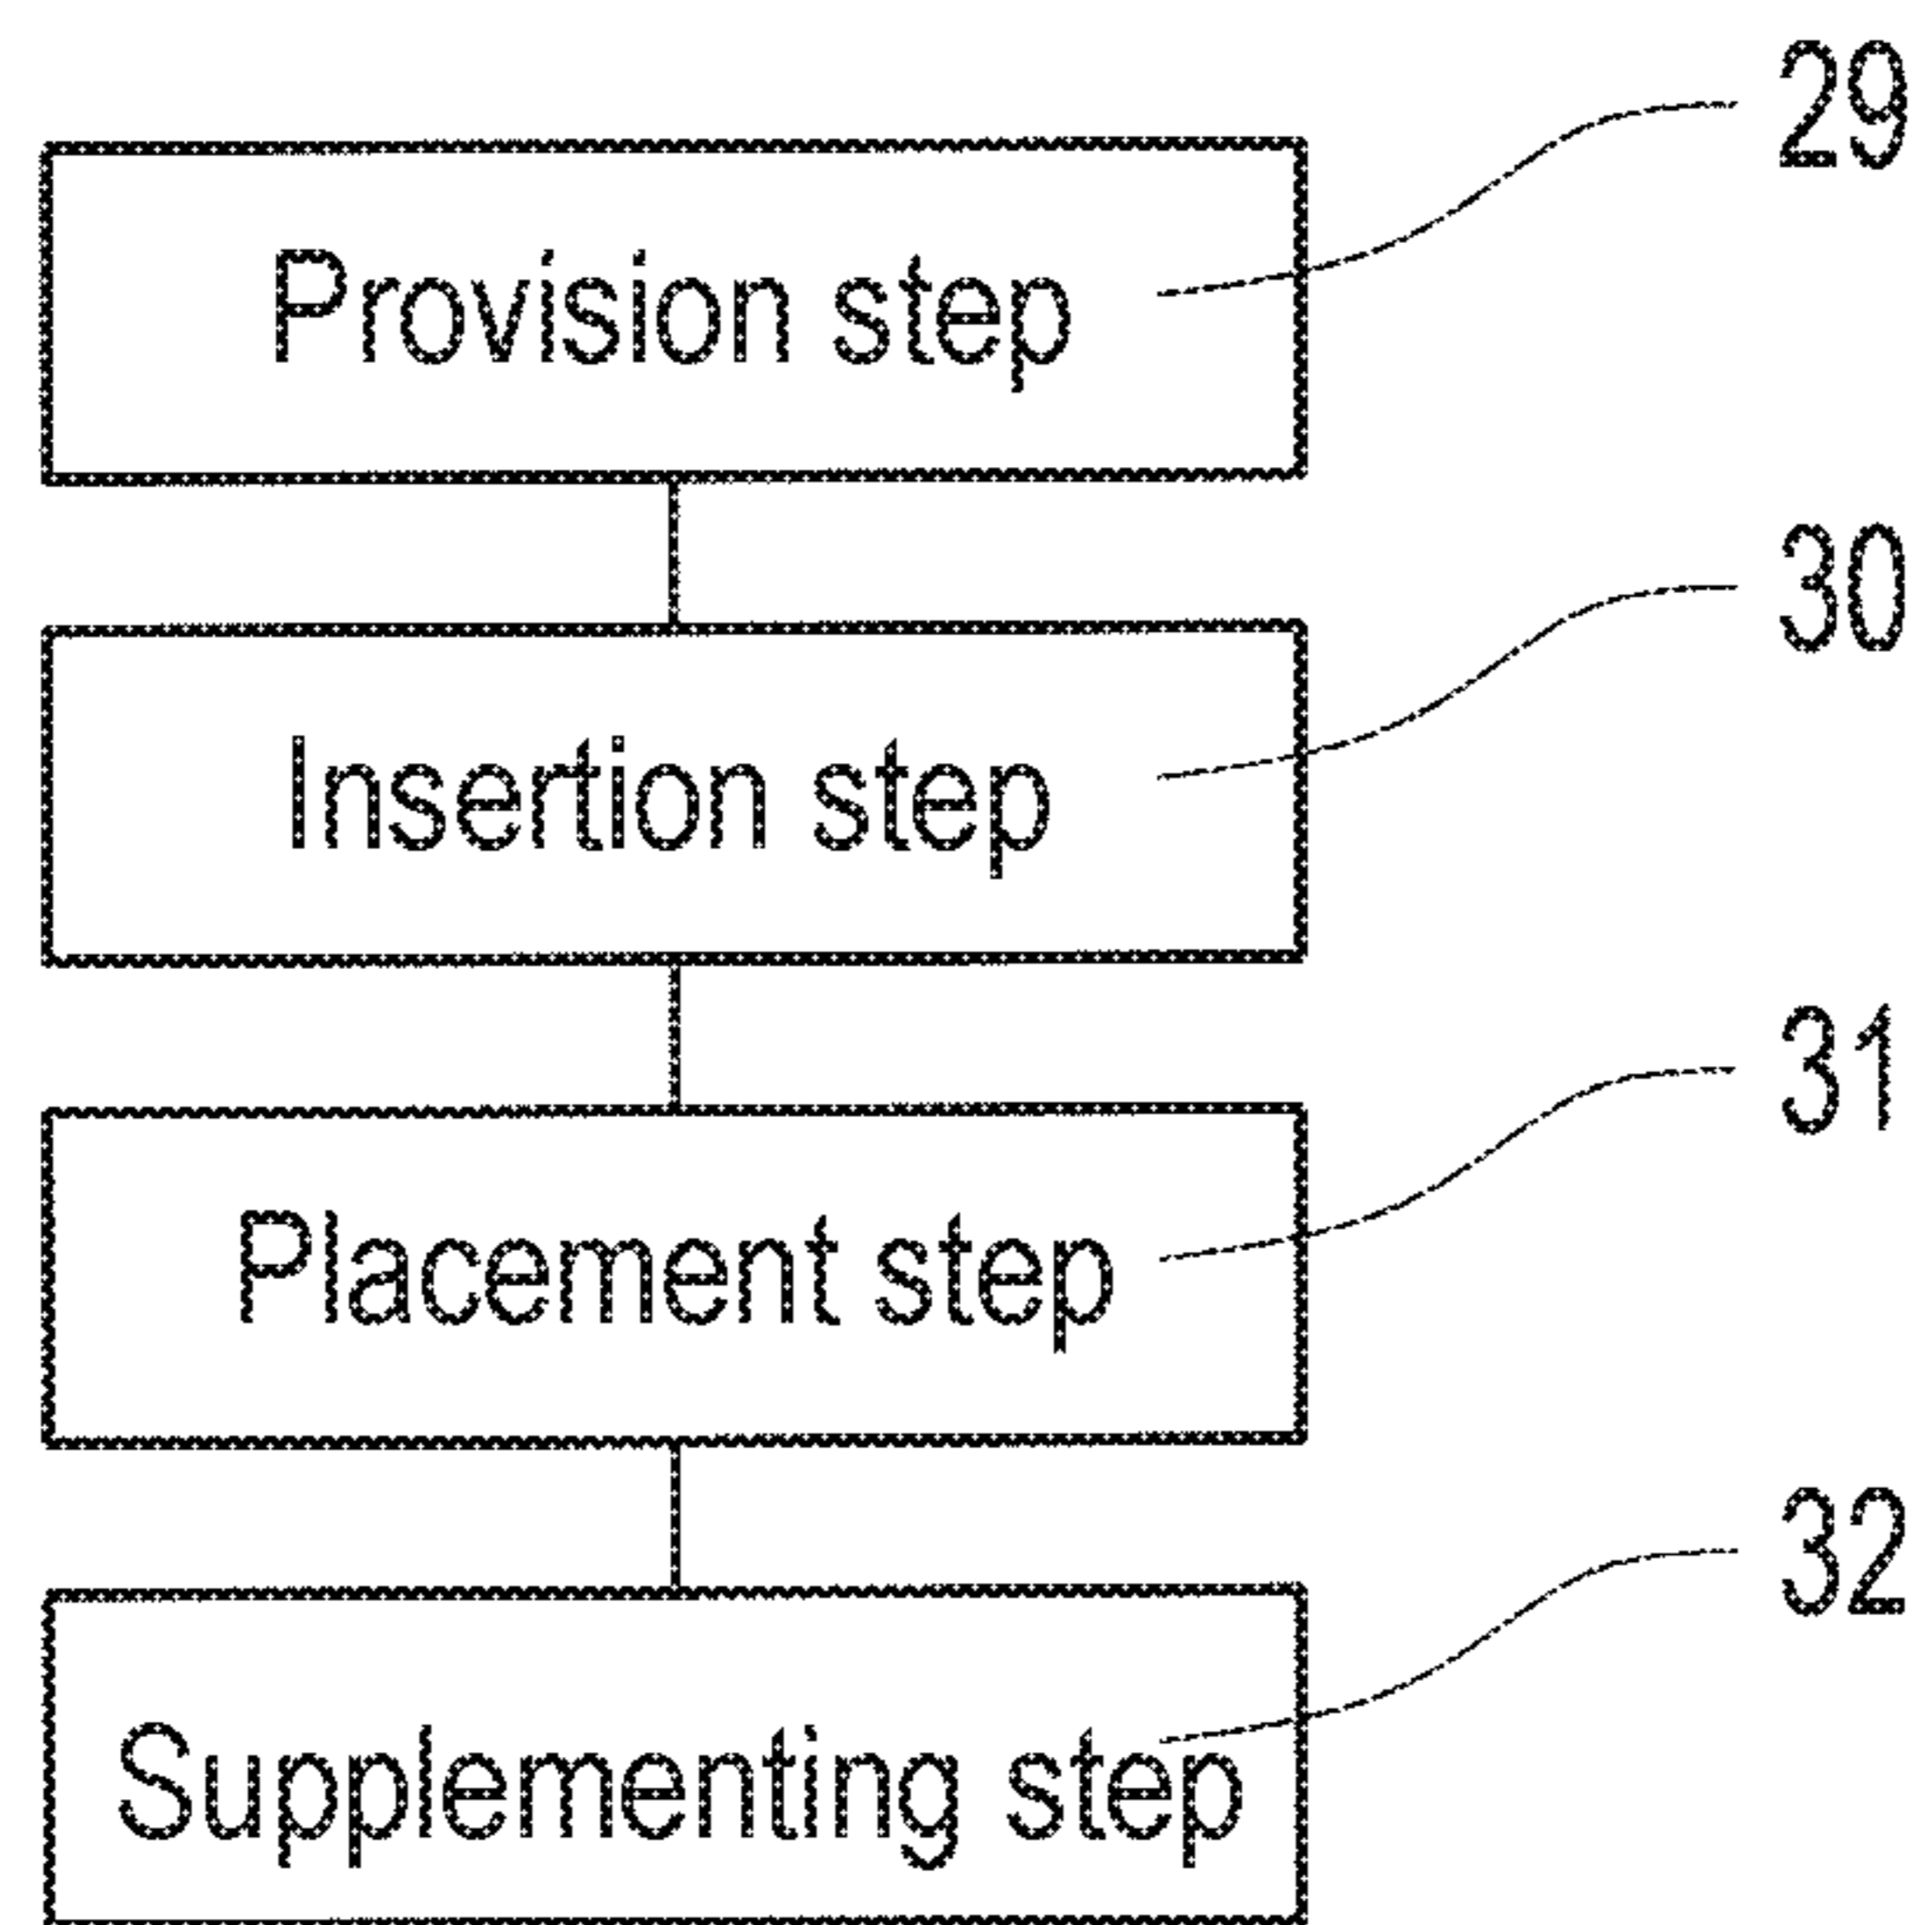 29
Provision step
30
Insertion step
31
Placement step
32
Supplementing step